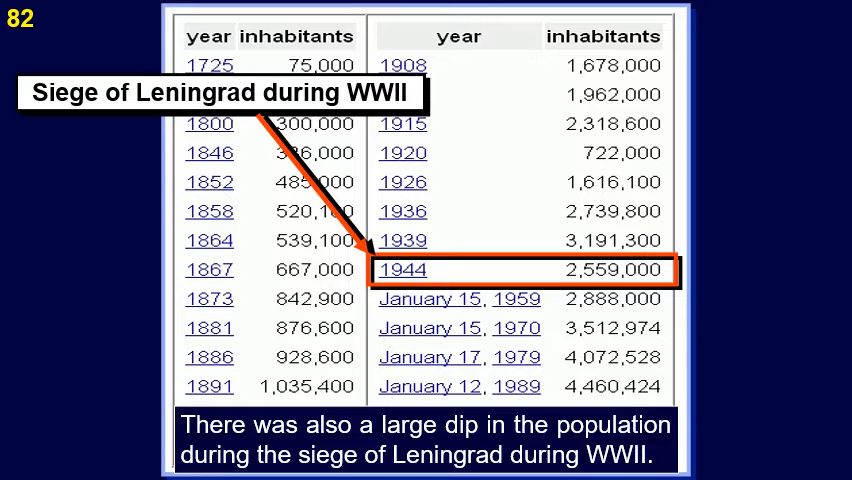 82
year inhabitants year inhabitants
1725 75,000 1908 1,678,000
Siege of Leningrad during WWII 1,962,000
1800 300,000 1915 2,318,600
1846 336,000 1920 722,000
1852 485,000 1926 1,616,100
1858 520,100 1936 2,739,800
1864 539,100 1939 3,191,300
1867 667,000 1944 2,559,000
1873 842,900 January 15, 1959 2,888,000
1881 876,600 January 15, 1970 3,512,974
1886 928,600 January 17, 1979 4,072,528
1891 1,035,400 January 12, 1989 4,460,424
There was also a large dip in the population
during the siege of Leningrad during WWII.